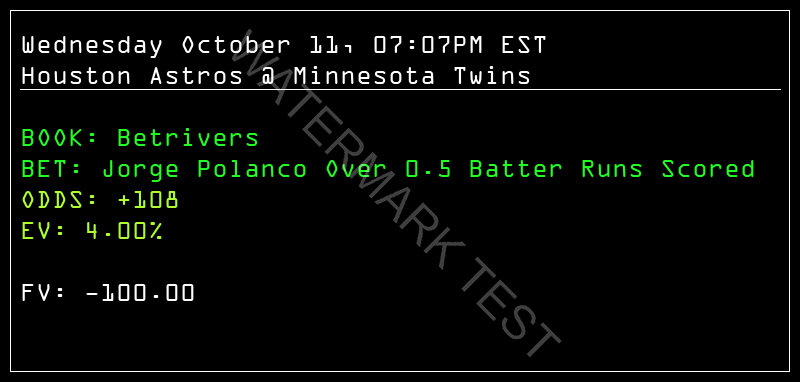 Wednesday October 11, 07:07PM EST
Houston Astros @ Minnesota Twins
BOOK: Betrivers
BET: Jorge Polanco Over 0.5 Batter Runs Scored
ODDS: +108
EV: 4.00%
FV: -100.00
WATERMARK TEST